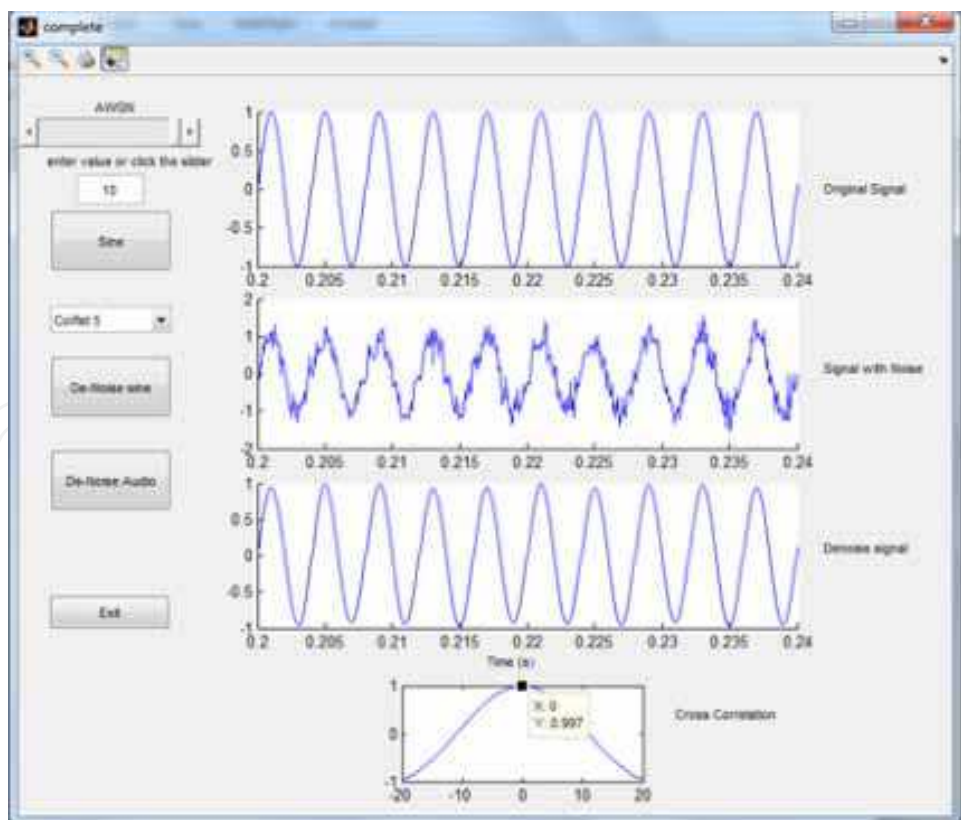 complete
AWGN
enter value or click the slider
10
Sine
Coiflet 5
De-Noise sine
De-Noise Audio
Exit
1
0.5
0
-0.5
-1
0.2 0.205 0.21 0.215 0.22 0.225 0.23 0.235 0.24
Original Signal
2
1
0
-1
-2
0.2 0.205 0.21 0.215 0.22 0.225 0.23 0.235 0.24
Signal with Noise
1
0.5
0
-0.5
-1
0.2 0.205 0.21 0.215 0.22 0.225 0.23 0.235 0.24
Time (s)
Denoise signal
1
0
-1
-20 -10 0 10 20
X: 0
Y: 0.997
Cross Correlation